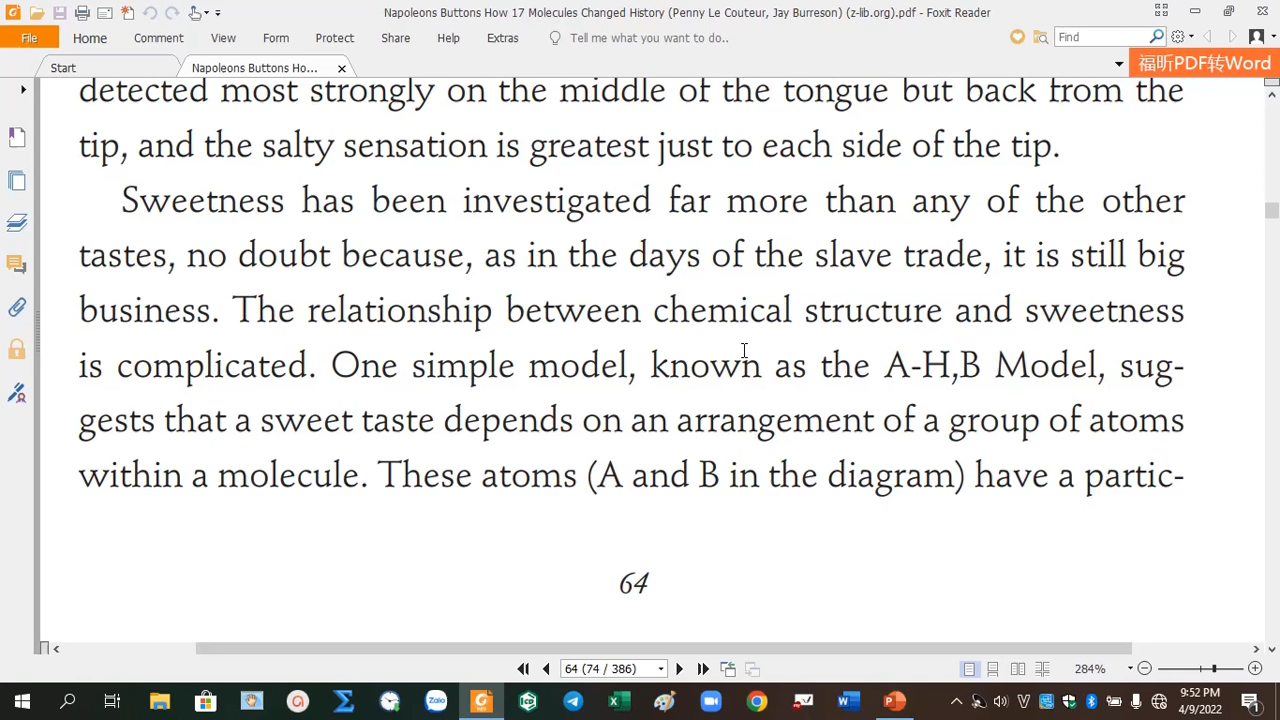 Napoleons Buttons How 17 Molecules Changed History (Penny , Jay Burreson) (z-lib.org).pdf - Foxit Reader
File Home Comment View Form Protect Share Help Extras Tell me what you want to do.. Find
Start Napoleons Buttons Ho... 福昕PDF转Word
detected most strongly on the middle of the tongue but back from the
tip, and the salty sensation is greatest just to each side of the tip.
Sweetness has been investigated far more than any of the other
tastes, no doubt because, as in the days of the slave trade, it is still big
business. The relationship between chemical structure and sweetness
is complicated. One simple model, known as the A-H,B Model, sug-
gests that a sweet taste depends on an arrangement of a group of atoms
within a molecule. These atoms (A and B in the diagram) have a partic-
64
64 (74 / 386) 284%
Zalo
9:52 PM
4/9/2022